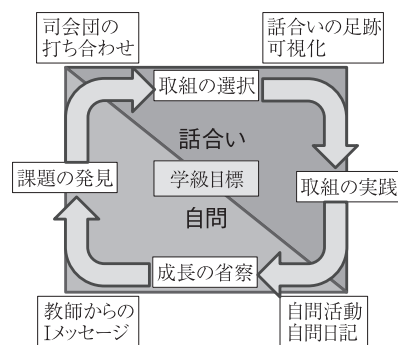 司会団の
打ち合わせ
話合いの足跡
可視化
取組の選択
話合い
課題の発見
学級目標
取組の実践
自問
成長の省察
教師からの
Iメッセージ
自問活動
自問日記